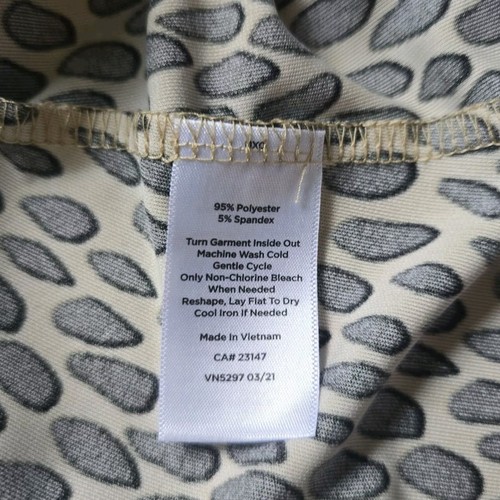 95% Polyester
5% Spandex
Turn Garment Inside Out
Machine Wash Cold
Gentle Cycle
Only Non-Chlorine Bleach
When Needed
Reshape, Lay Flat To Dry
Cool Iron If Needed
Made in Vietnam
CA# 23147
VN5297 03/21